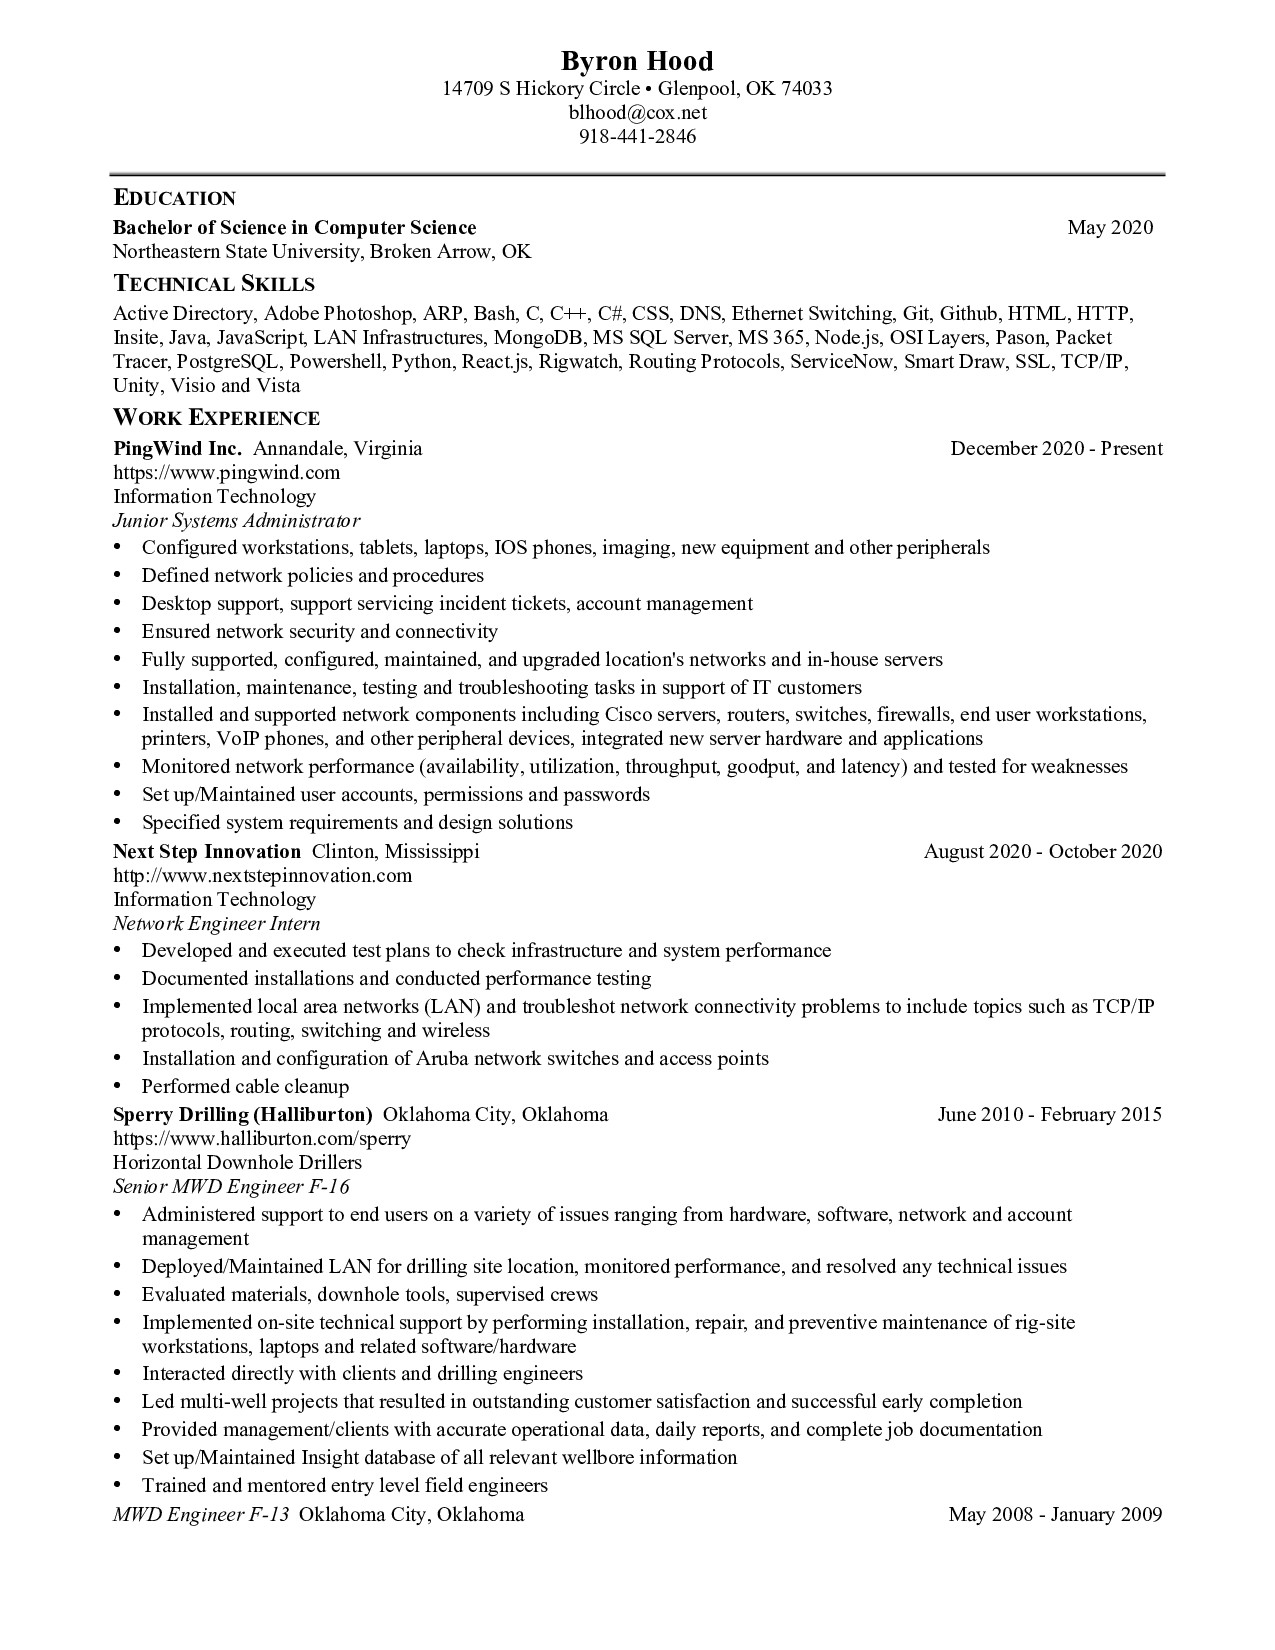 Byron Hood
14709 S Hickory Circle • Glenpool, OK 74033
blhood@cox.net
918-441-2846
EDUCATION
Bachelor of Science in Computer Science May 2020
Northeastern State University, Broken Arrow, OK
TECHNICAL SKILLS
Active Directory, Adobe Photoshop, ARP, Bash, C, C++, C#, CSS, DNS, Ethernet Switching, Git, Github, HTML, HTTP,
Insite, Java, JavaScript, LAN Infrastructures, MongoDB, MS SQL Server, MS 365, Node.js, OSI Layers, Pason, Packet
Tracer, PostgreSQL, Powershell, Python, React.js, Rigwatch, Routing Protocols, ServiceNow, Smart Draw, SSL, TCP/IP,
Unity, Visio and Vista
WORK EXPERIENCE
PingWind Inc. Annandale, Virginia December 2020 - Present
https://www.pingwind.com
Information Technology
Junior Systems Administrator
• Configured workstations, tablets, laptops, IOS phones, imaging, new equipment and other peripherals
• Defined network policies and procedures
• Desktop support, support servicing incident tickets, account management
• Ensured network security and connectivity
• Fully supported, configured, maintained, and upgraded location's networks and in-house servers
• Installation, maintenance, testing and troubleshooting tasks in support of IT customers
• Installed and supported network components including Cisco servers, routers, switches, firewalls, end user workstations,
printers, VoIP phones, and other peripheral devices, integrated new server hardware and applications
• Monitored network performance (availability, utilization, throughput, goodput, and latency) and tested for weaknesses
• Set up/Maintained user accounts, permissions and passwords
• Specified system requirements and design solutions
Next Step Innovation Clinton, Mississippi August 2020 - October 2020
http://www.nextstepinnovation.com
Information Technology
Network Engineer Intern
• Developed and executed test plans to check infrastructure and system performance
• Documented installations and conducted performance testing
• Implemented local area networks (LAN) and troubleshot network connectivity problems to include topics such as TCP/IP
protocols, routing, switching and wireless
• Installation and configuration of Aruba network switches and access points
• Performed cable cleanup
Sperry Drilling (Halliburton) Oklahoma City, Oklahoma June 2010 - February 2015
https://www.halliburton.com/sperry
Horizontal Downhole Drillers
Senior MWD Engineer F-16
• Administered support to end users on a variety of issues ranging from hardware, software, network and account
management
• Deployed/Maintained LAN for drilling site location, monitored performance, and resolved any technical issues
• Evaluated materials, downhole tools, supervised crews
• Implemented on-site technical support by performing installation, repair, and preventive maintenance of rig-site
workstations, laptops and related software/hardware
• Interacted directly with clients and drilling engineers
• Led multi-well projects that resulted in outstanding customer satisfaction and successful early completion
• Provided management/clients with accurate operational data, daily reports, and complete job documentation
• Set up/Maintained Insight database of all relevant wellbore information
• Trained and mentored entry level field engineers
MWD Engineer F-13 Oklahoma City, Oklahoma May 2008 - January 2009